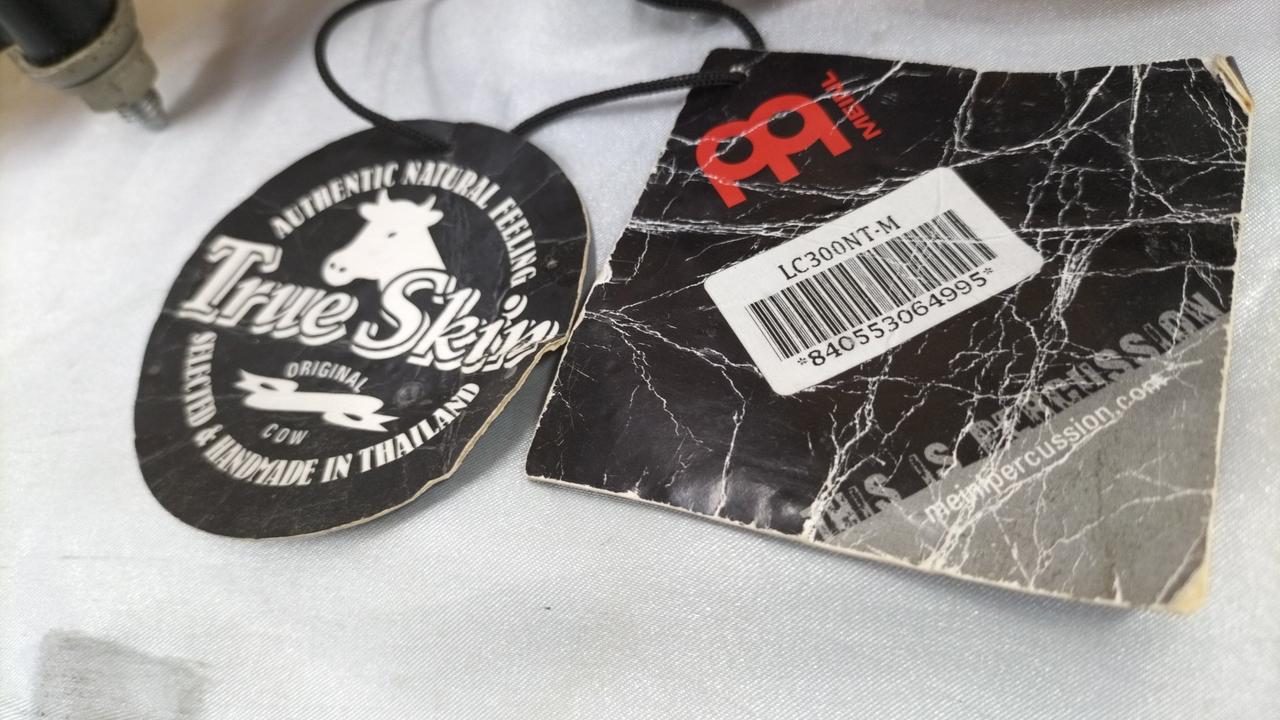 AUTHENTIC NATURAL FEELING
True Skin
ORIGINAL
COW
SELECTED & HANDMADE IN THAILAND
MEINL
LC300NT-M
*840553064995*
THIS IS PERCUSSION
meinlpercussion.com